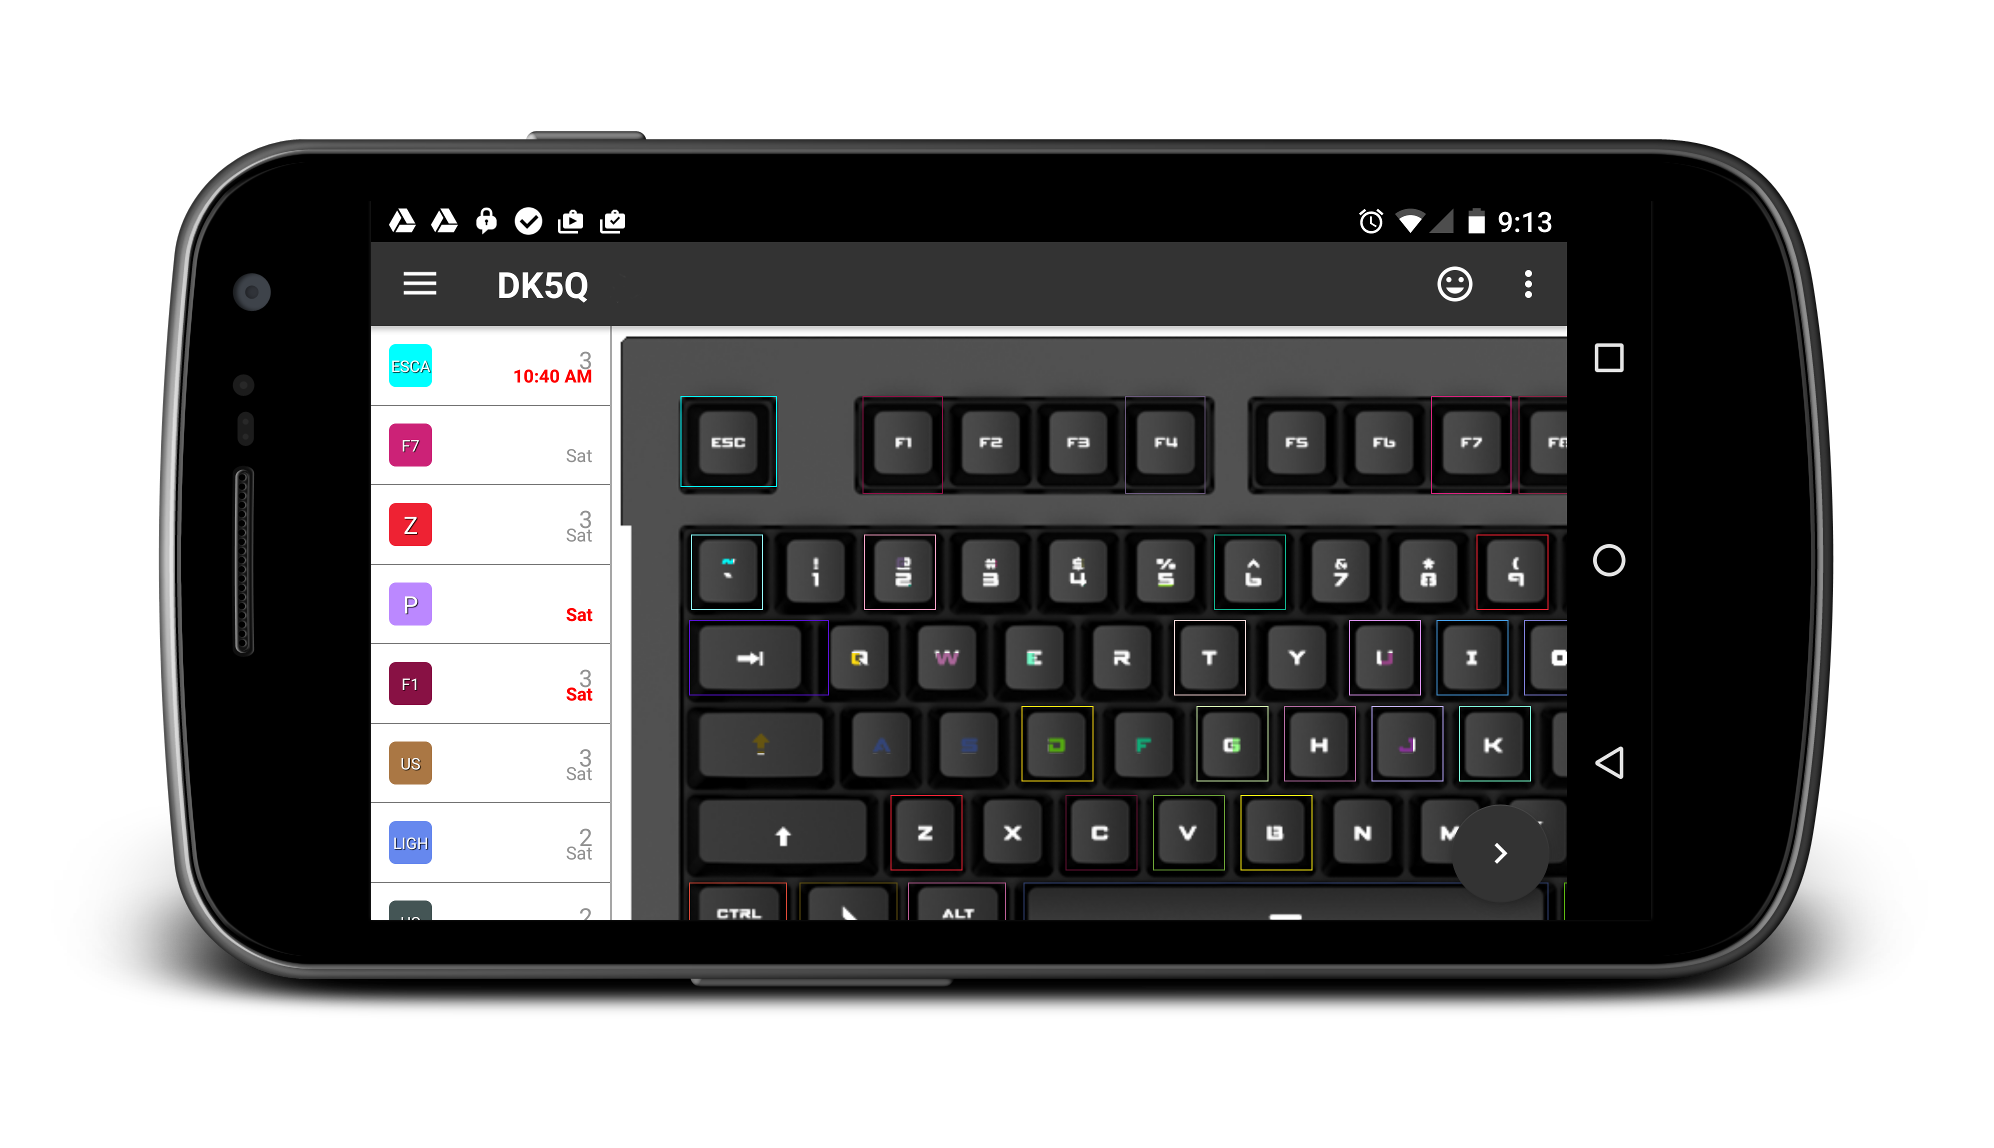 9:13
DK5Q
ESCA 3
10:40 AM
F7 Sat
Z 3
Sat
P Sat
F1 3
Sat
US 3
Sat
LIGH 2
Sat
2
ESC F1 F2 F3 F4 F5 F6 F7
~ ! @ # $ % ^ & * (
` 1 2 3 4 5 6 7 8 9
Q W E R T Y U I O
A S D F G H J K
Z X C V B N M
CTRL ALT